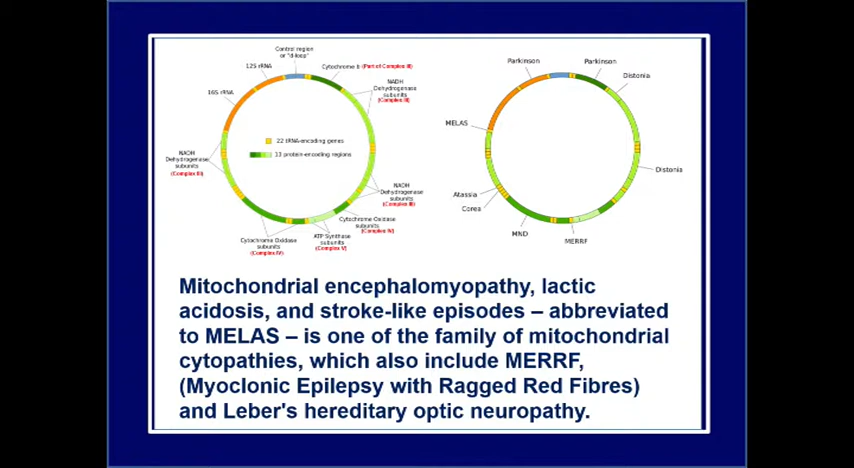 Control region
or "d-loop"
12S rRNA
Cytochrome b (Part of Complex III)
16S rRNA
NADH
Dehydrogenase
subunits
(Complex III)
22 tRNA-encoding genes
13 protein-encoding regions
NADH
Dehydrogenase
subunits
(Complex III)
NADH
Dehydrogenase
subunits
(Complex III)
Cytochrome Oxidase
subunits
(Complex IV)
ATP Synthase
subunits
(Complex V)
Cytochrome Oxidase
subunits
(Complex IV)
Parkinson
Parkinson
Distonia
MELAS
Distonia
Atassia
Corea
MND
MERRF
Mitochondrial encephalomyopathy, lactic
acidosis, and stroke-like episodes – abbreviated
to MELAS – is one of the family of mitochondrial
cytopathies, which also include MERRF,
(Myoclonic Epilepsy with Ragged Red Fibres)
and Leber's hereditary optic neuropathy.